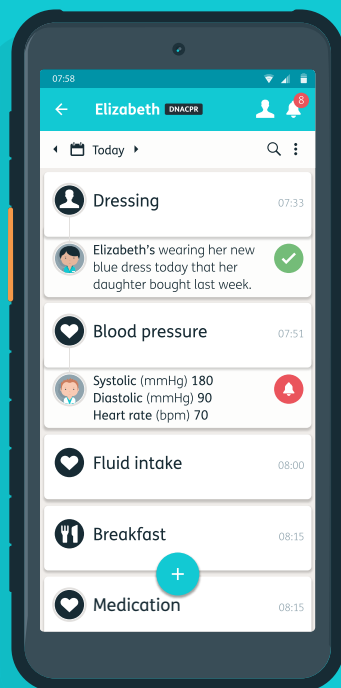 07:58
Elizabeth DNACPR
8
Today
Dressing 07:33
Elizabeth's wearing her new
blue dress today that her
daughter bought last week.
Blood pressure 07:51
Systolic (mmHg) 180
Diastolic (mmHg) 90
Heart rate (bpm) 70
Fluid intake 08:00
Breakfast 08:15
Medication 08:15